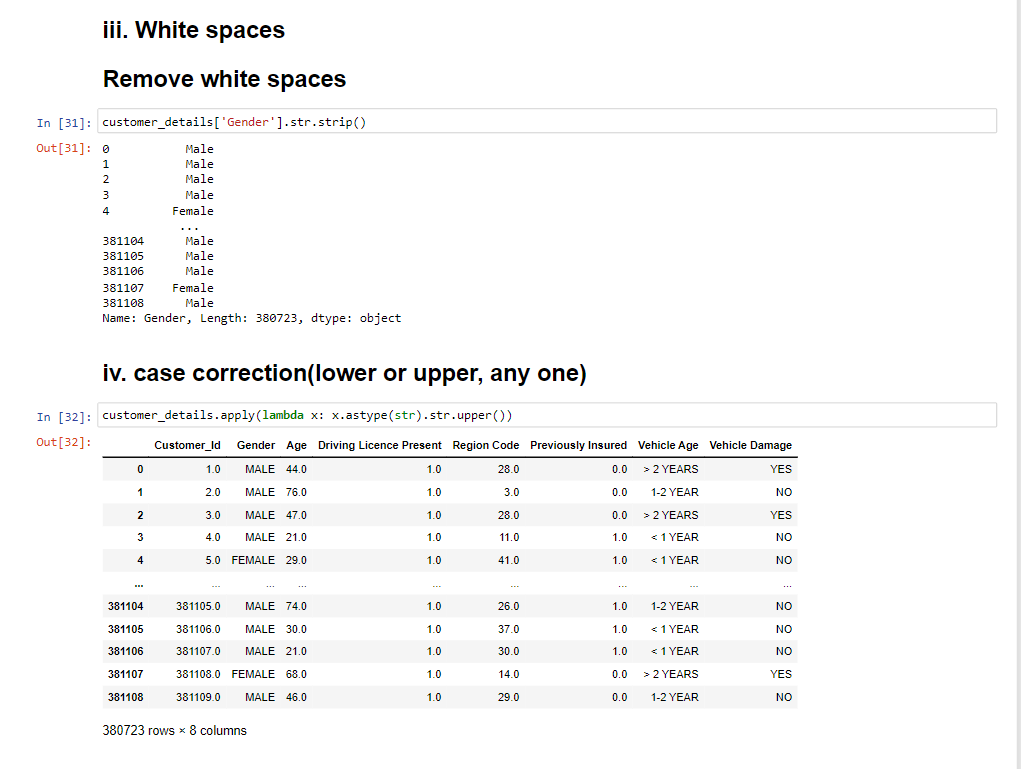 iii. White spaces
Remove white spaces
In [31]: customer_details['Gender'].str.strip()
Out[31]: 0 Male
1 Male
2 Male
3 Male
4 Female
...
381104 Male
381105 Male
381106 Male
381107 Female
381108 Male
Name: Gender, Length: 380723, dtype: object
iv. case correction(lower or upper, any one)
In [32]: customer_details.apply(lambda x: x.astype(str).str.upper())
Out[32]:
Customer_Id Gender Age Driving Licence Present Region Code Previously Insured Vehicle Age Vehicle Damage
0 1.0 MALE 44.0 1.0 28.0 0.0 > 2 YEARS YES
1 2.0 MALE 76.0 1.0 3.0 0.0 1-2 YEAR NO
2 3.0 MALE 47.0 1.0 28.0 0.0 > 2 YEARS YES
3 4.0 MALE 21.0 1.0 11.0 1.0 < 1 YEAR NO
4 5.0 FEMALE 29.0 1.0 41.0 1.0 < 1 YEAR NO
... ... ... ... ... ... ... ... ...
381104 381105.0 MALE 74.0 1.0 26.0 1.0 1-2 YEAR NO
381105 381106.0 MALE 30.0 1.0 37.0 1.0 < 1 YEAR NO
381106 381107.0 MALE 21.0 1.0 30.0 1.0 < 1 YEAR NO
381107 381108.0 FEMALE 68.0 1.0 14.0 0.0 > 2 YEARS YES
381108 381109.0 MALE 46.0 1.0 29.0 0.0 1-2 YEAR NO
380723 rows × 8 columns